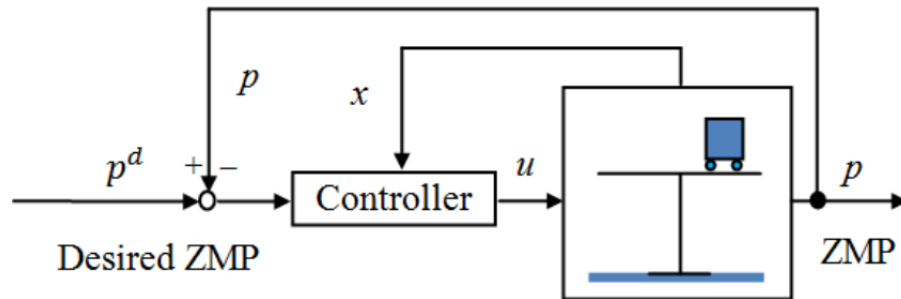 p
x
p^d
+
−
Controller
u
p
Desired ZMP
ZMP